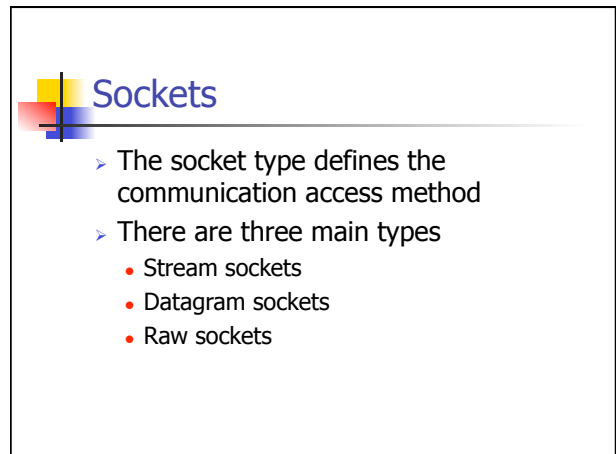 Sockets
➢ The socket type defines the
communication access method
➢ There are three main types
● Stream sockets
● Datagram sockets
● Raw sockets